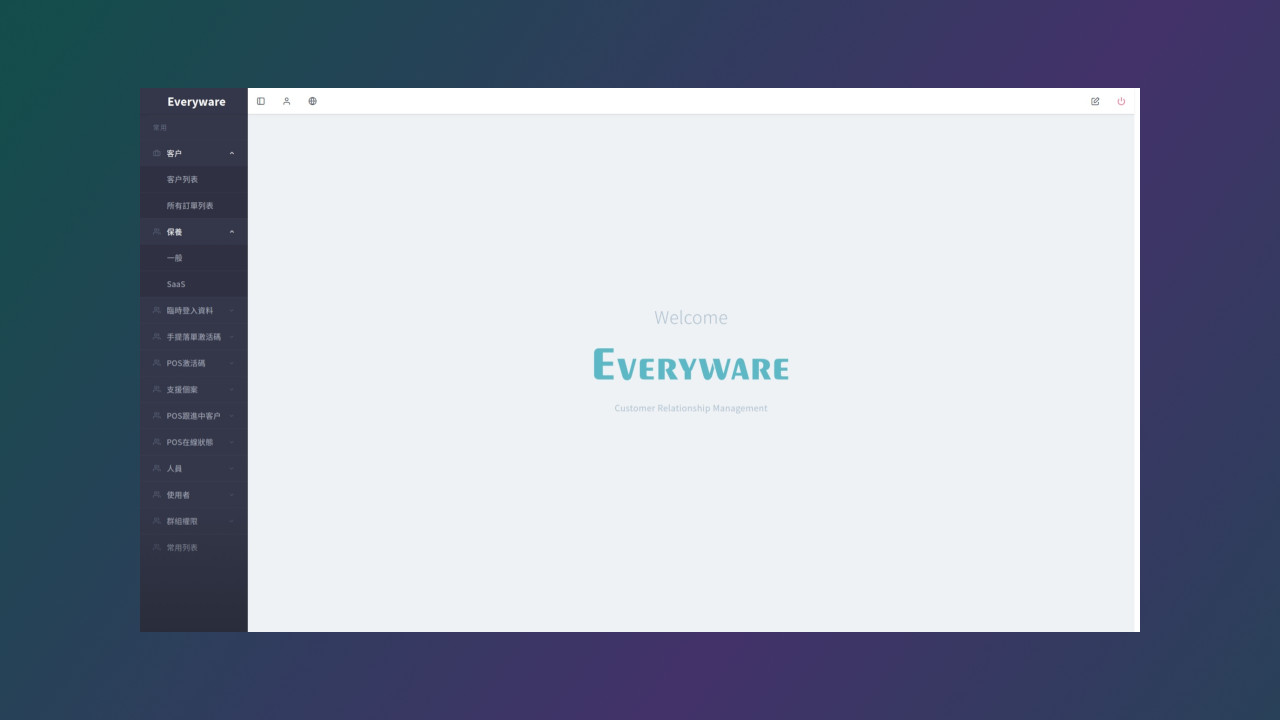 Everyware
常用
客户
客户列表
所有訂單列表
保養
一般
SaaS
臨時登入資料
手提落單激活碼
POS激活碼
支援個案
POS跟進中客户
POS在線狀態
人員
使用者
群组權限
常用列表
Welcome
EVERYWARE
Customer Relationship Management